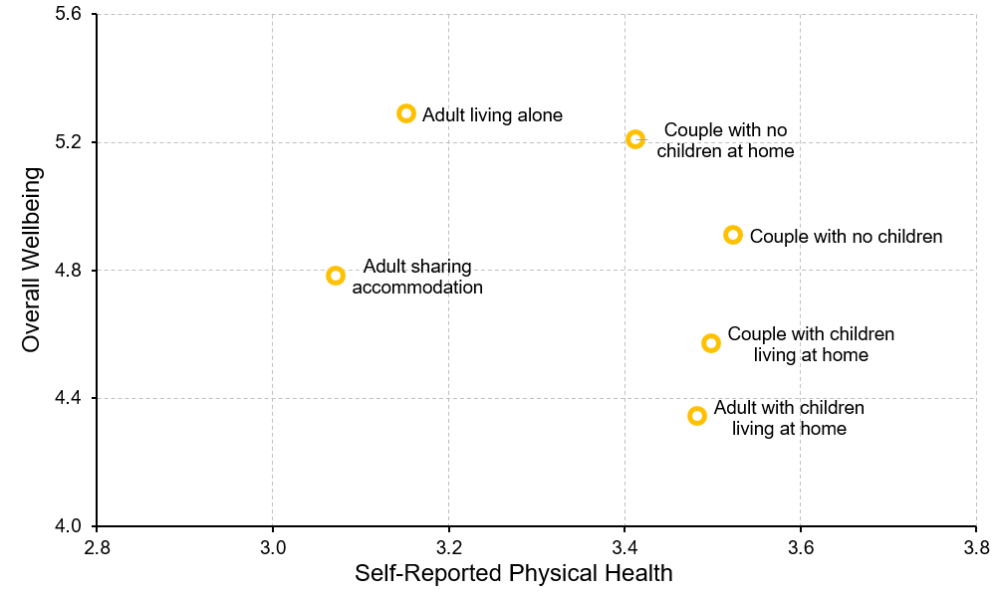 5.6
Adult living alone
Couple with no
children at home
5.2
Overall Wellbeing
Couple with no children
4.8
Adult sharing
accommodation
Couple with children
living at home
4.4
Adult with children
living at home
4.0
2.8 3.0 3.2 3.4 3.6 3.8
Self-Reported Physical Health